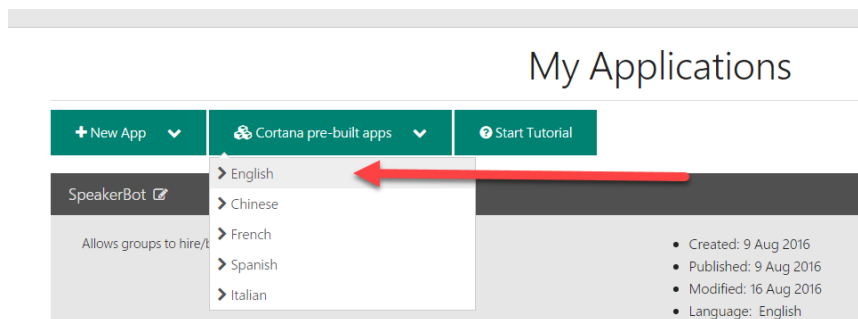 My Applications
New App
Cortana pre-built apps
Start Tutorial
English
Chinese
French
Spanish
Italian
SpeakerBot
Allows groups to hire/
Created: 9 Aug 2016
Published: 9 Aug 2016
Modified: 16 Aug 2016
Language: English